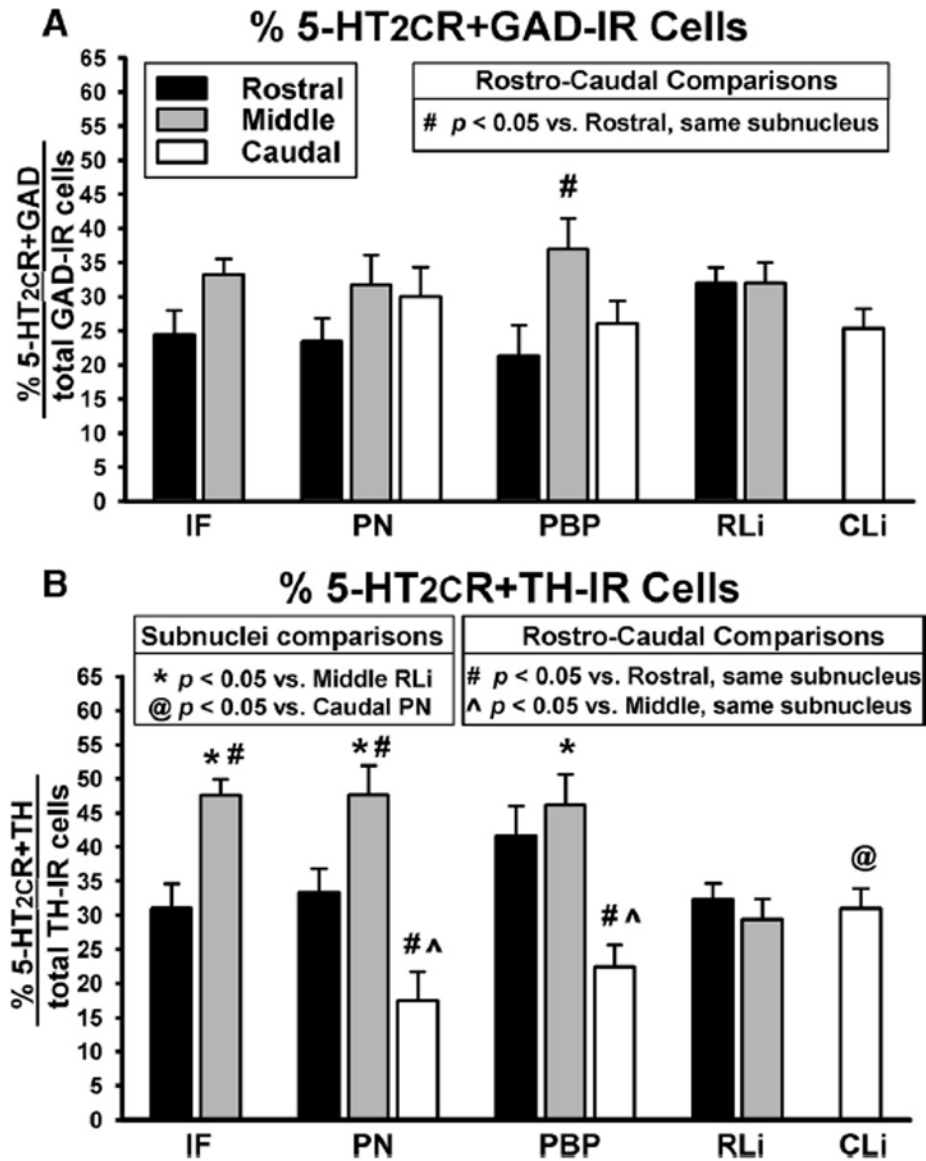 A
% 5-HT2CR+GAD-IR Cells
Rostral
Middle
Caudal
Rostro-Caudal Comparisons
# p < 0.05 vs. Rostral, same subnucleus
% 5-HT2CR+GAD
total GAD-IR cells
65
60
55
50
45
40
35
30
25
20
15
10
5
0
#
IF PN PBP RLi CLi
B
% 5-HT2CR+TH-IR Cells
Subnuclei comparisons
* p < 0.05 vs. Middle RLi
@ p < 0.05 vs. Caudal PN
Rostro-Caudal Comparisons
# p < 0.05 vs. Rostral, same subnucleus
^ p < 0.05 vs. Middle, same subnucleus
% 5-HT2CR+TH
total TH-IR cells
65
60
55
50
45
40
35
30
25
20
15
10
5
0
* #
* #
# ^
*
# ^
@
IF PN PBP RLi CLi